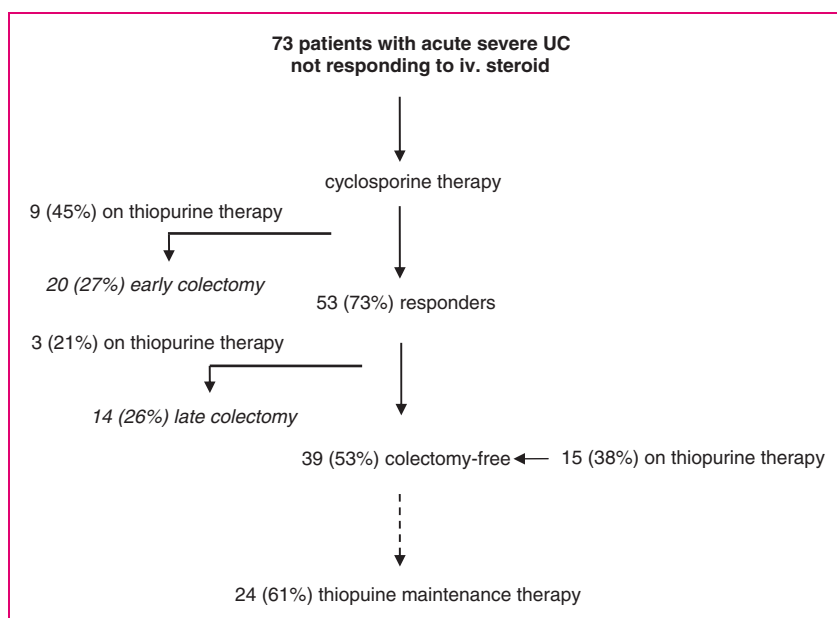 73 patients with acute severe UC
not responding to iv. steroid
cyclosporine therapy
9 (45%) on thiopurine therapy
20 (27%) early colectomy
53 (73%) responders
3 (21%) on thiopurine therapy
14 (26%) late colectomy
39 (53%) colectomy-free
15 (38%) on thiopurine therapy
24 (61%) thiopuine maintenance therapy